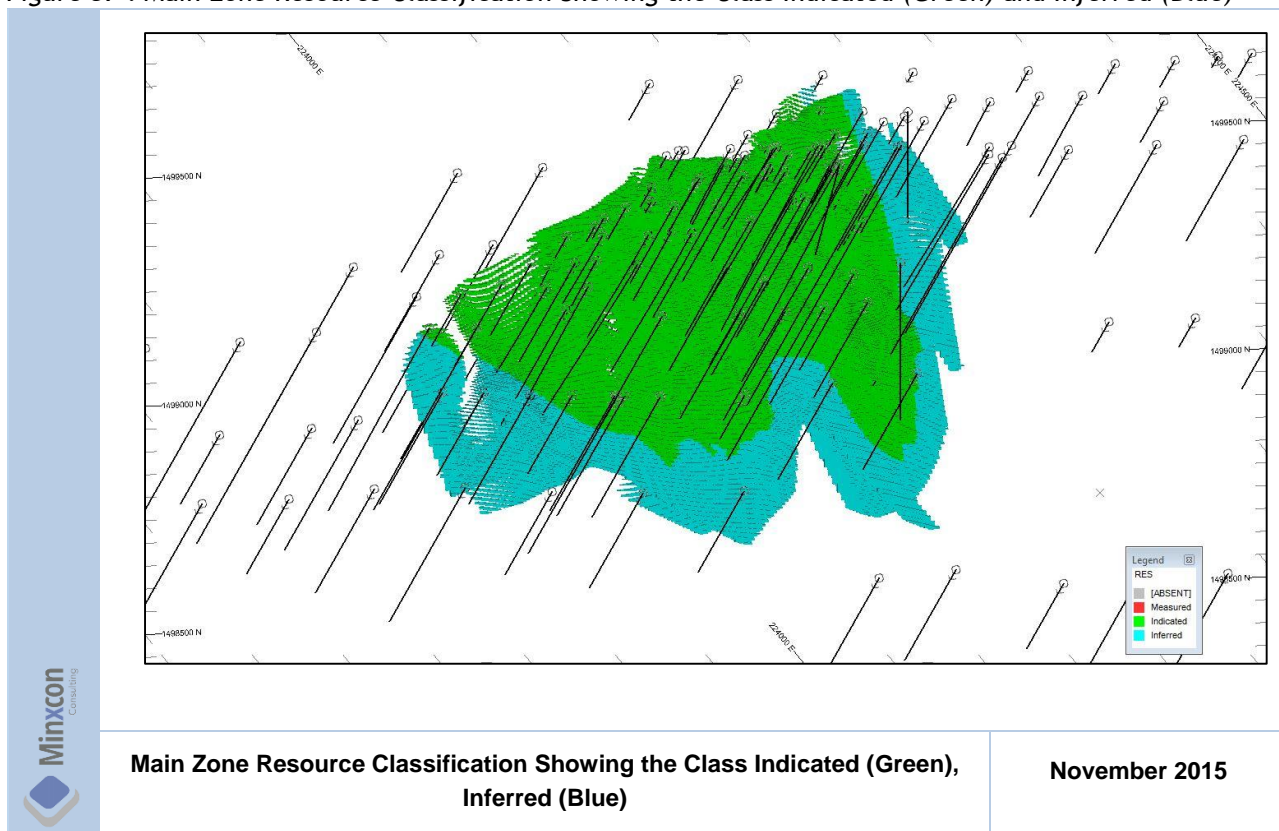 Main Zone Resource Classification Showing the Class Indicated (Green) and Inferred (Blue)
224000 E
224500 E
224500 E
1499500 N
1499500 N
1499000 N
1499000 N
Legend
RES
[ABSENT]
Measured
Indicated
Inferred
1498500 N
1498500 N
224000 E
Minxcon
Consulting
Main Zone Resource Classification Showing the Class Indicated (Green),
Inferred (Blue)
November 2015